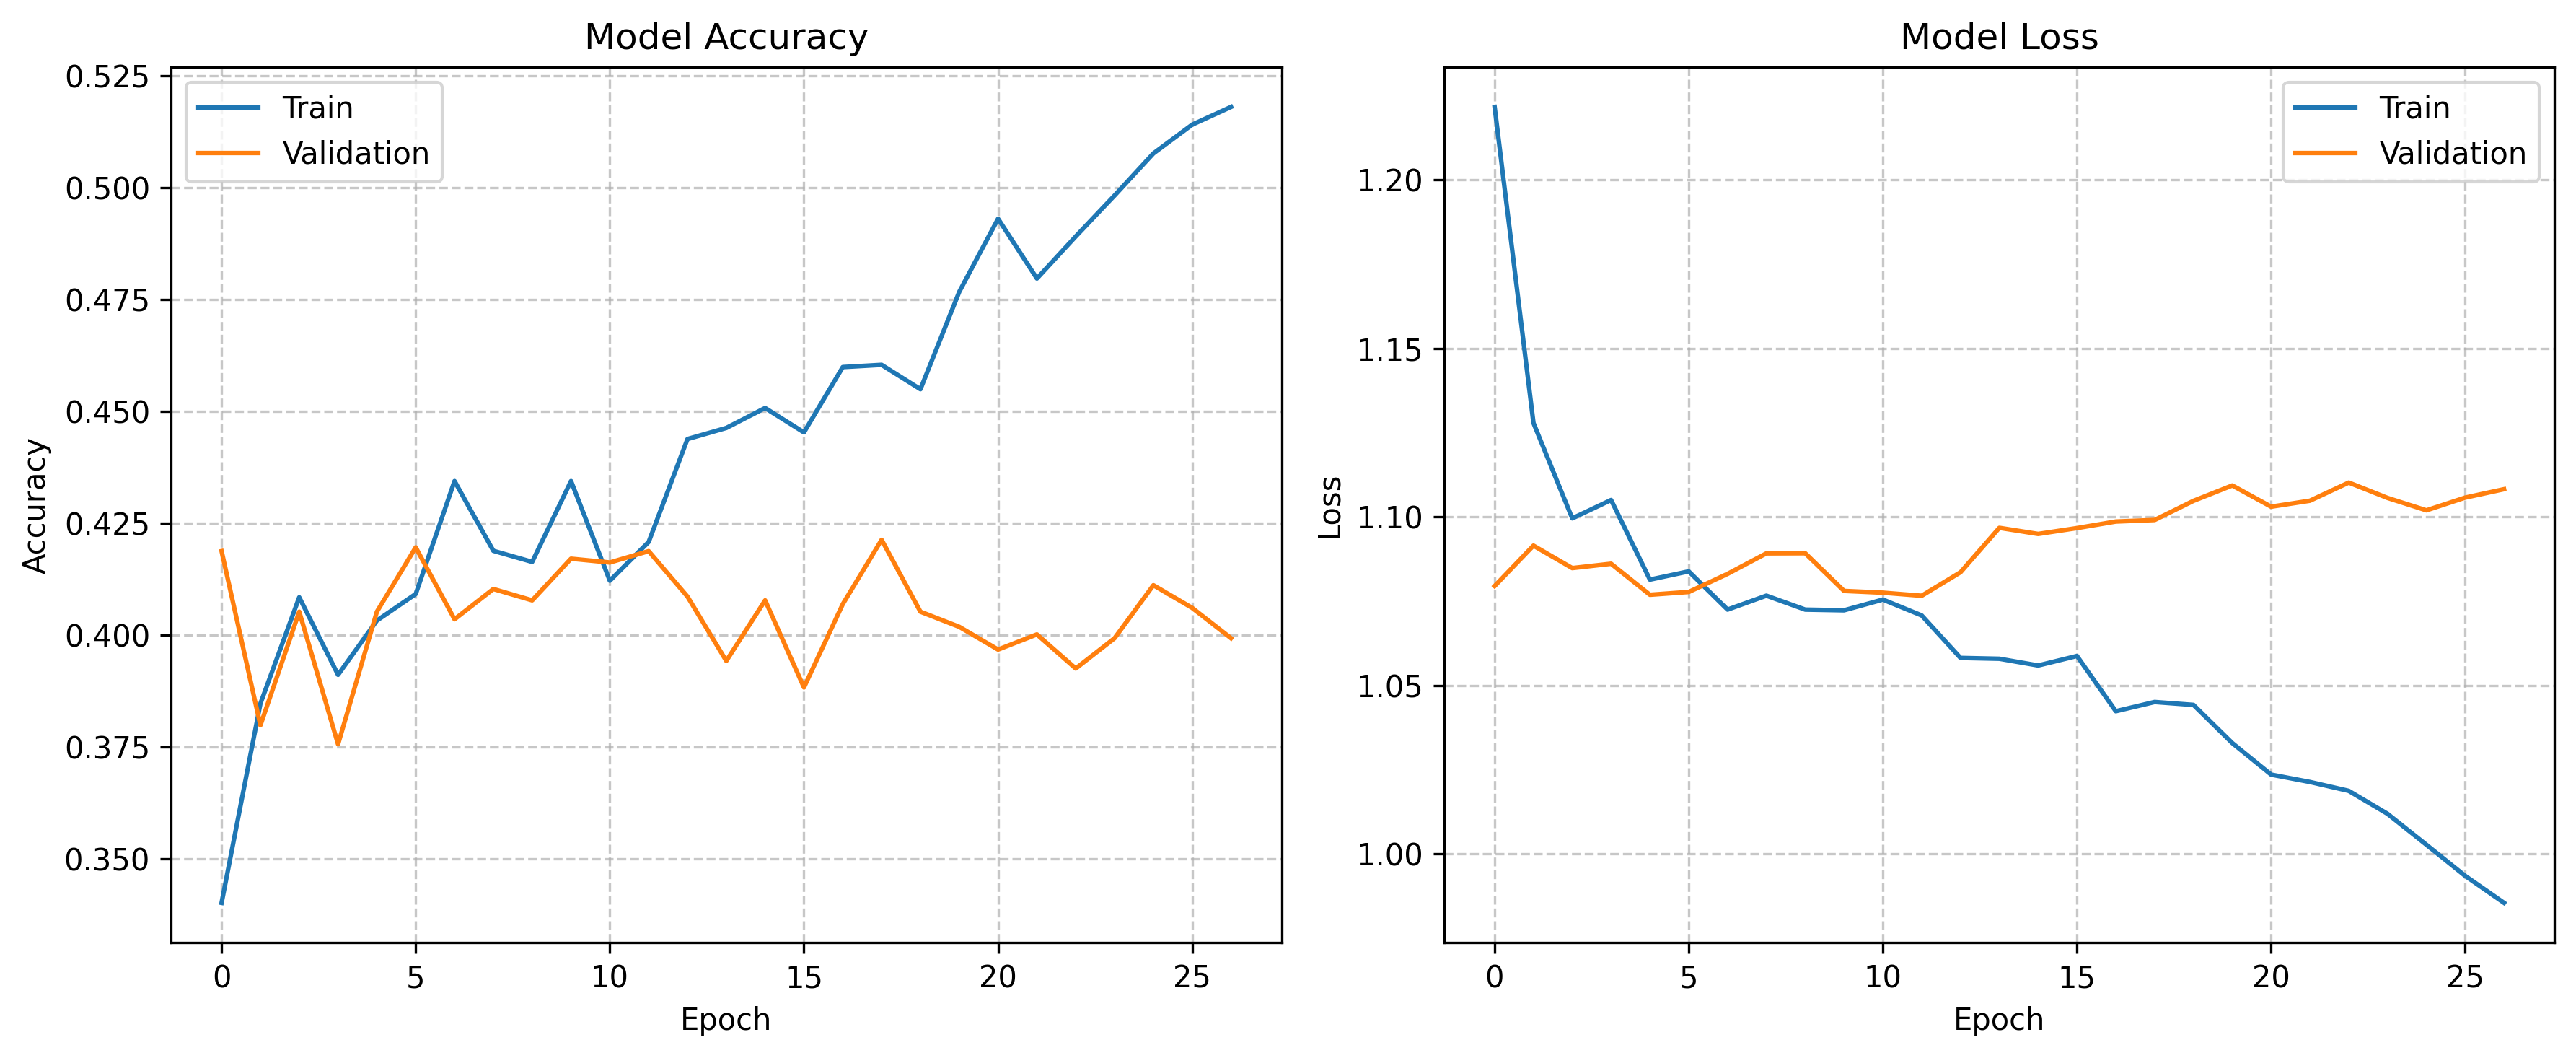 Model Accuracy
0.525
0.500
0.475
0.450
0.425
0.400
0.375
0.350
Accuracy
Train
Validation
0 5 10 15 20 25
Epoch
Model Loss
1.20
1.15
1.10
1.05
1.00
Loss
Train
Validation
0 5 10 15 20 25
Epoch